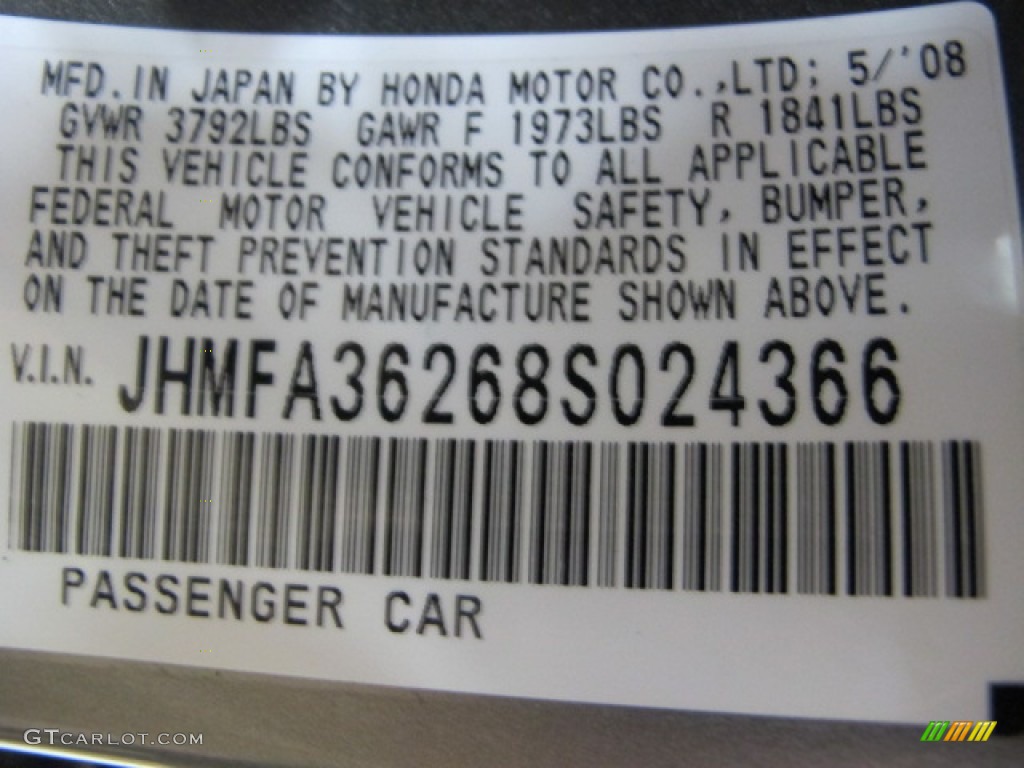 MFD. IN JAPAN BY HONDA MOTOR CO.,LTD: 5/'08
GVWR 3792LBS GAWR F 1973LBS R 1841LBS
THIS VEHICLE CONFORMS TO ALL APPLICABLE
FEDERAL MOTOR VEHICLE SAFETY, BUMPER,
AND THEFT PREVENTION STANDARDS IN EFFECT
ON THE DATE OF MANUFACTURE SHOWN ABOVE.
V.I.N. JHMFA36268S024366
PASSENGER CAR
GTCARLOT.COM